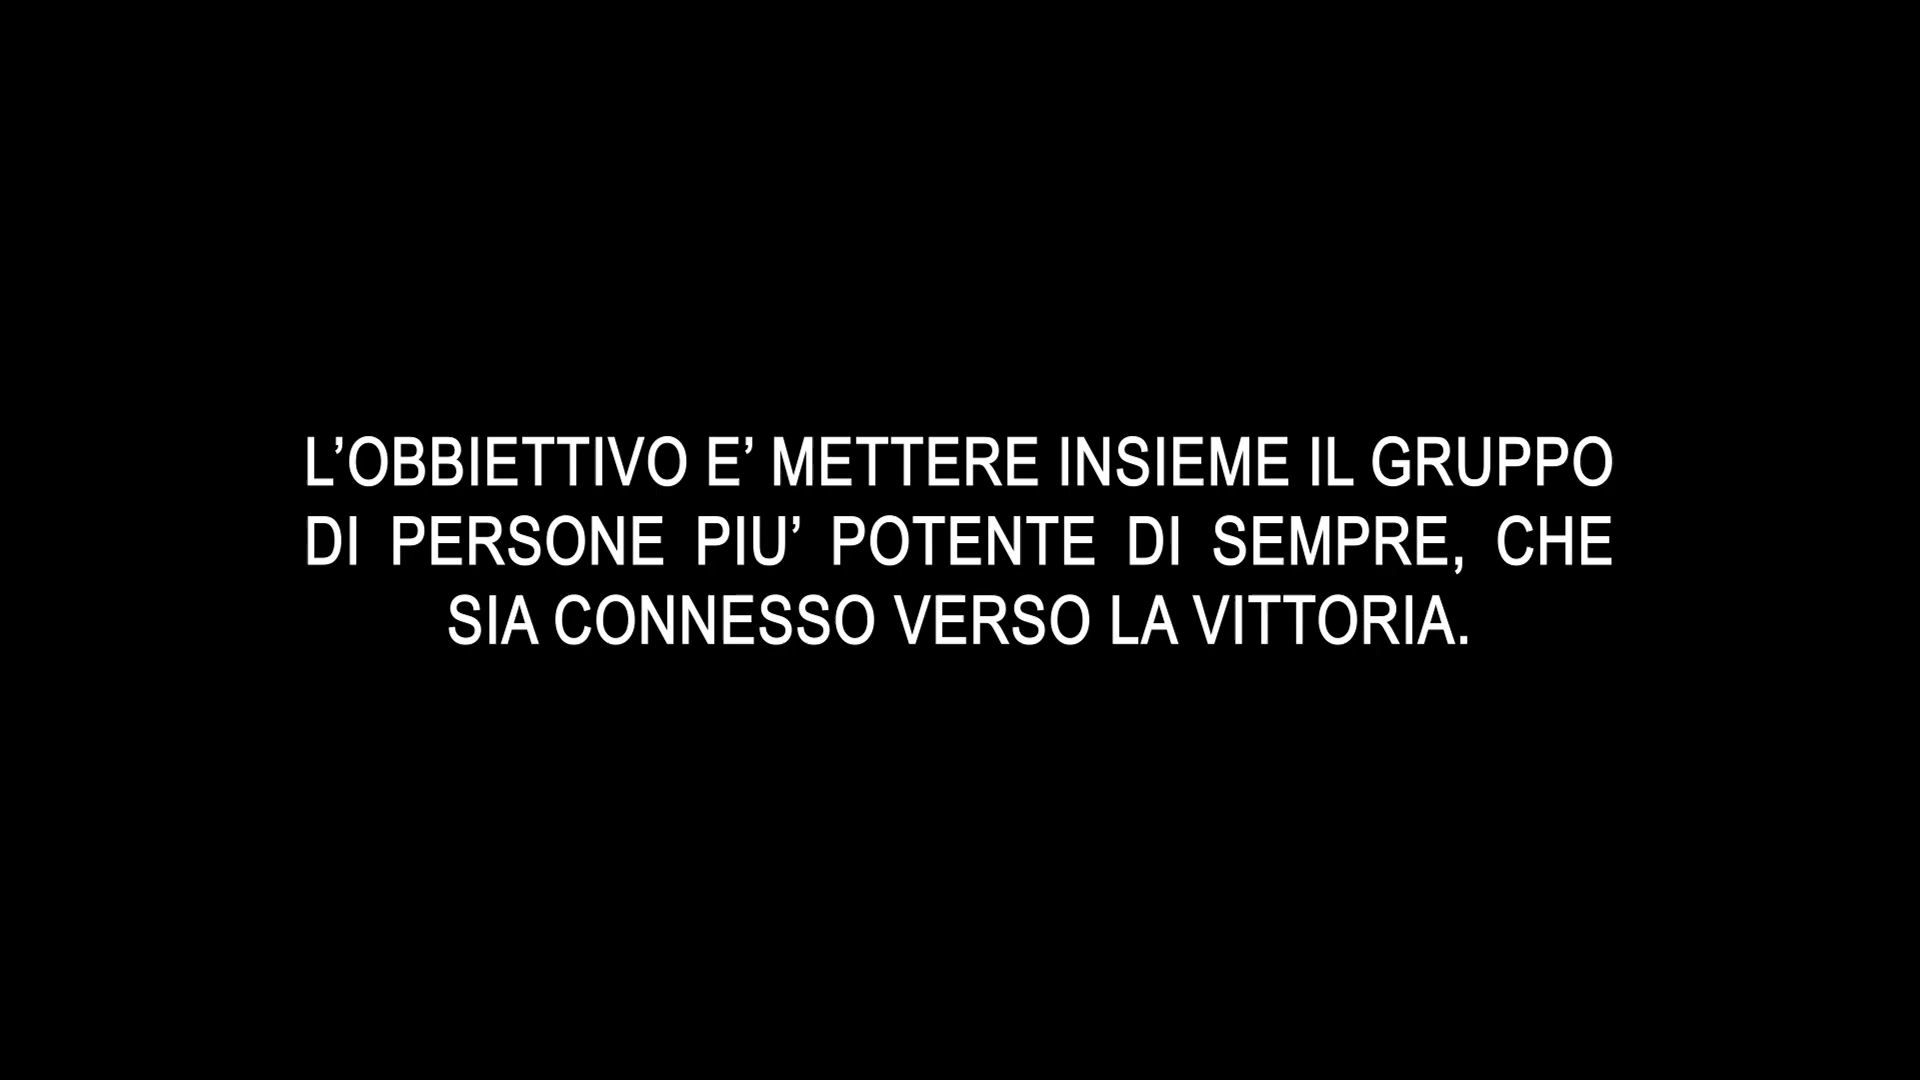 L’OBBIETTIVO E’ METTERE INSIEME IL GRUPPO
DI PERSONE PIU’ POTENTE DI SEMPRE, CHE
SIA CONNESSO VERSO LA VITTORIA.